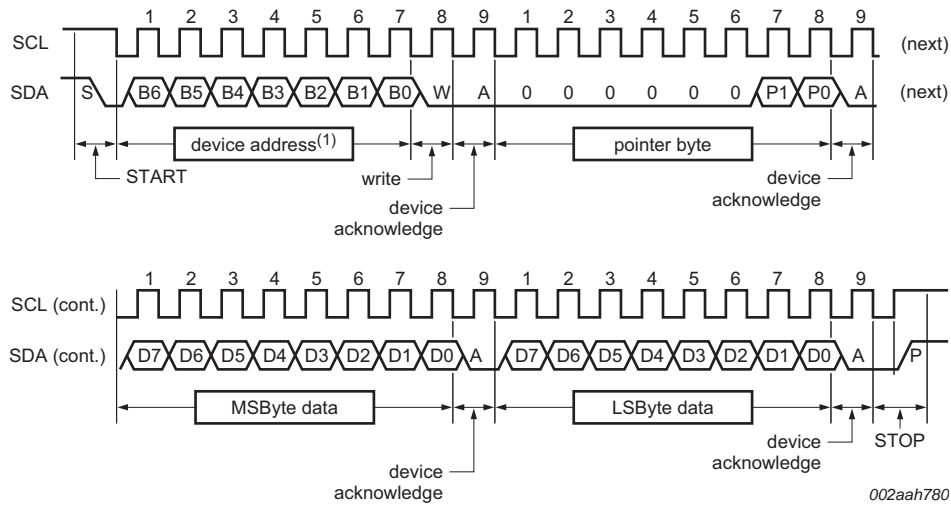 1 2 3 4 5 6 7 8 9 1 2 3 4 5 6 7 8 9
SCL (next)
SDA S B6 B5 B4 B3 B2 B1 B0 W A 0 0 0 0 0 0 P1 P0 A (next)
device address(1) pointer byte
START write device
device acknowledge
acknowledge
1 2 3 4 5 6 7 8 9 1 2 3 4 5 6 7 8 9
SCL (cont.)
SDA (cont.) D7 D6 D5 D4 D3 D2 D1 D0 A D7 D6 D5 D4 D3 D2 D1 D0 A P
MSByte data LSByte data
device STOP
device acknowledge
acknowledge
002aah780